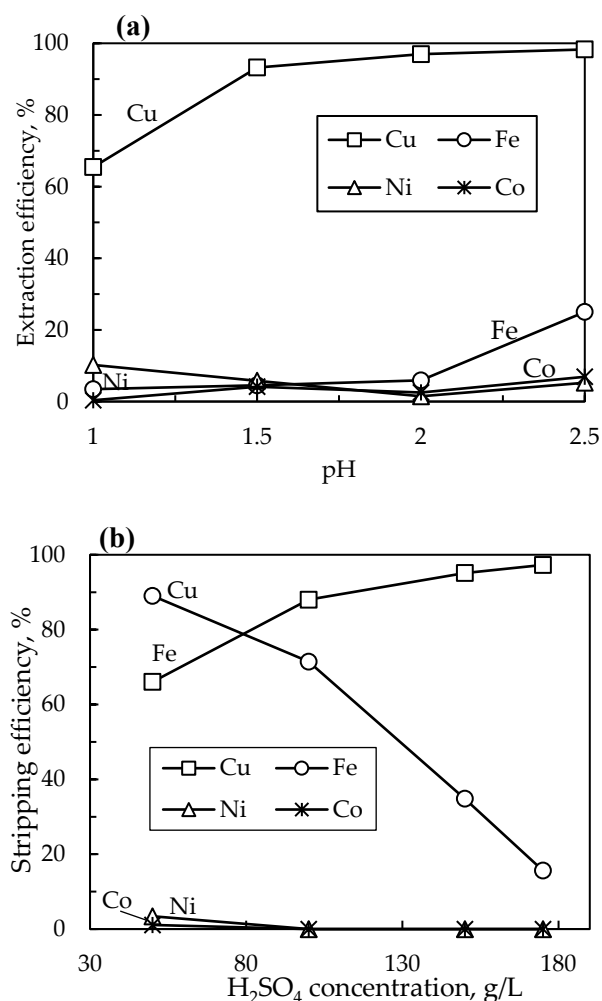 (a)
100
80
60
40
20
0
Extraction efficiency, %
Cu
Cu Fe
Ni Co
Fe
Ni
Co
1 1.5 2 2.5
pH
(b)
100
80
60
40
20
0
Stripping efficiency, %
Cu
Fe
Cu Fe
Ni Co
Co Ni
30 80 130 180
H₂SO₄ concentration, g/L